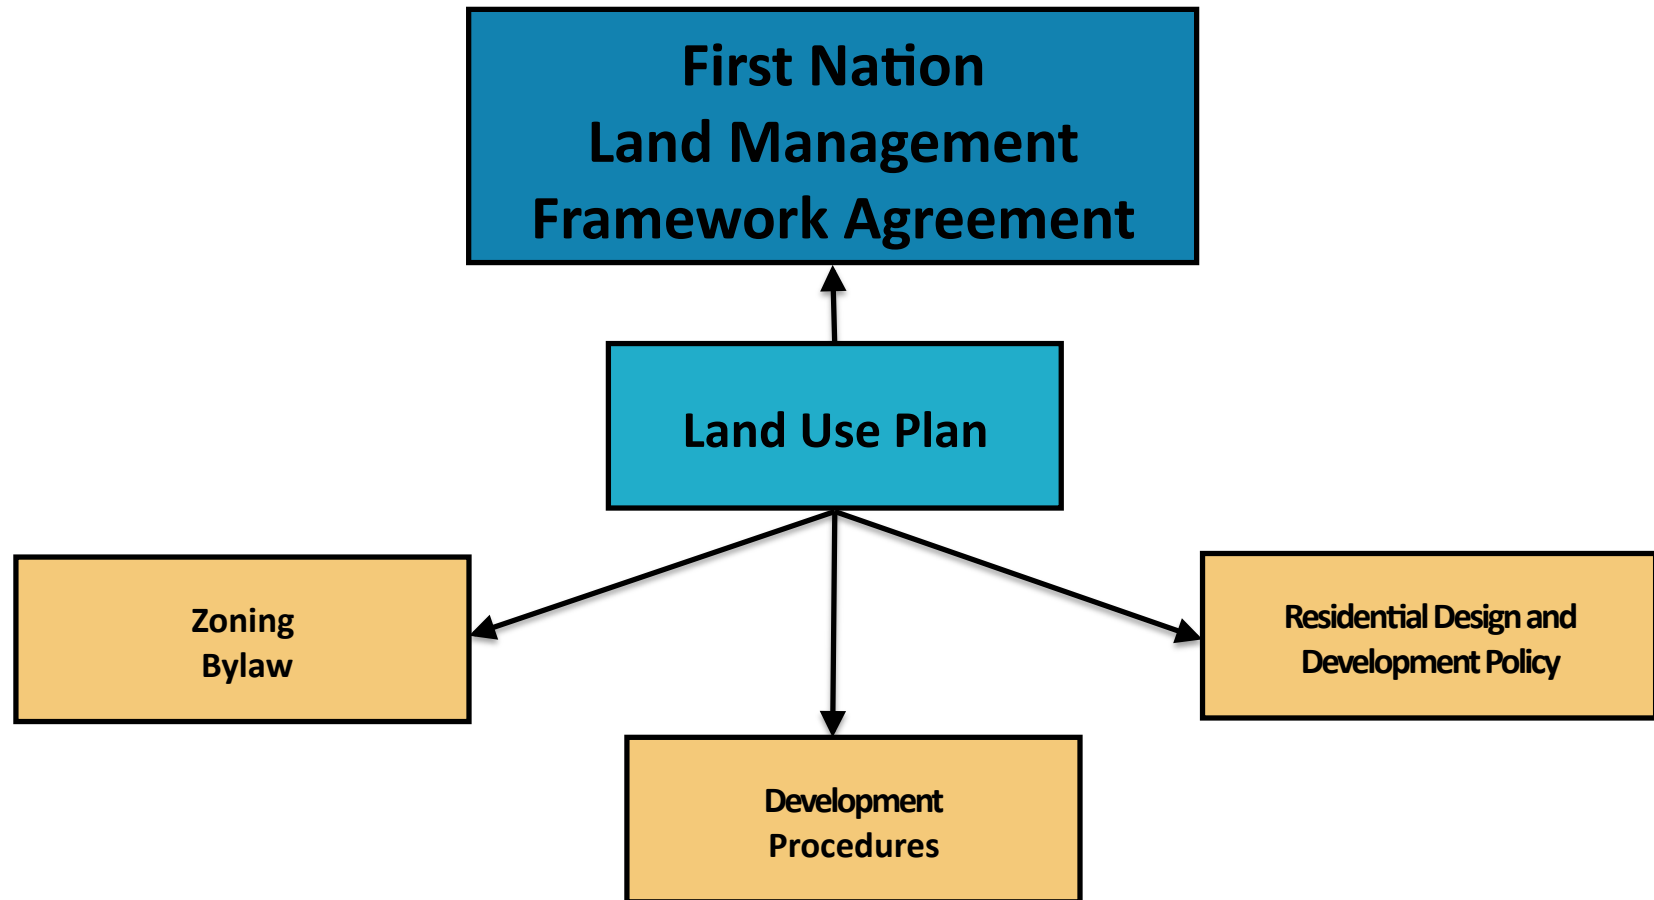 First Nation
Land Management
Framework Agreement
Land Use Plan
Zoning
Bylaw
Residential Design and
Development Policy
Development
Procedures